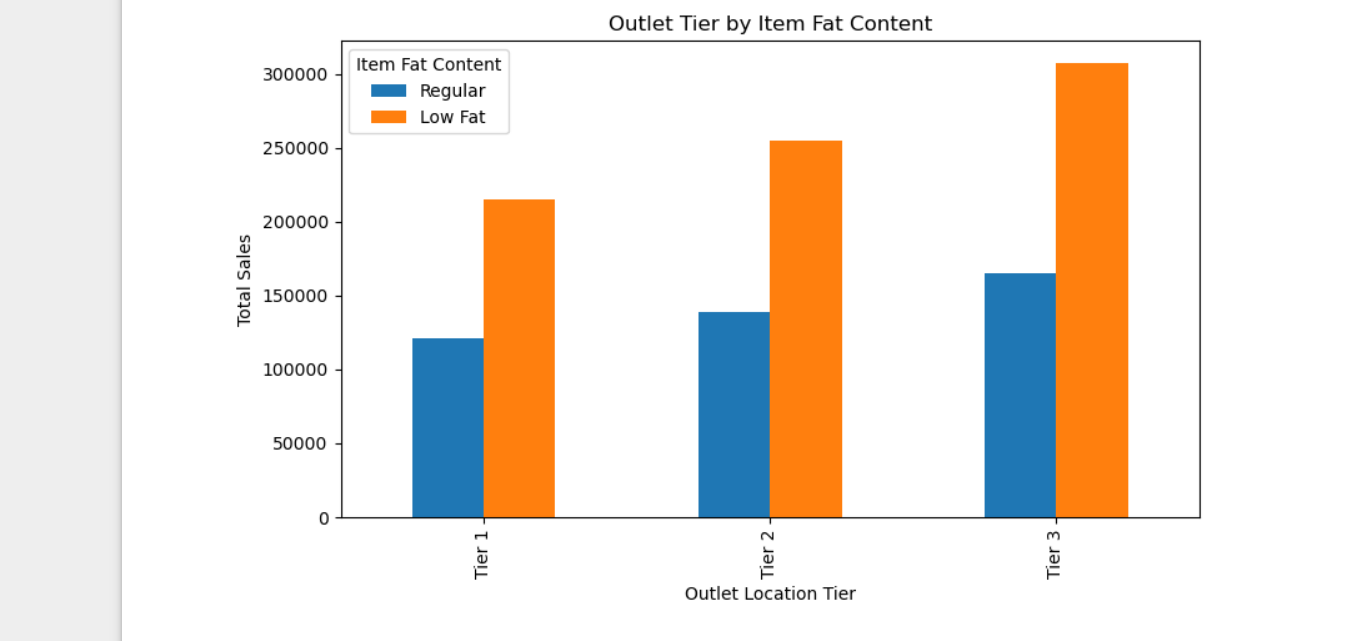 Outlet Tier by Item Fat Content
Item Fat Content
Regular
Low Fat
300000
250000
200000
150000
100000
50000
0
Total Sales
Tier 1
Tier 2
Tier 3
Outlet Location Tier